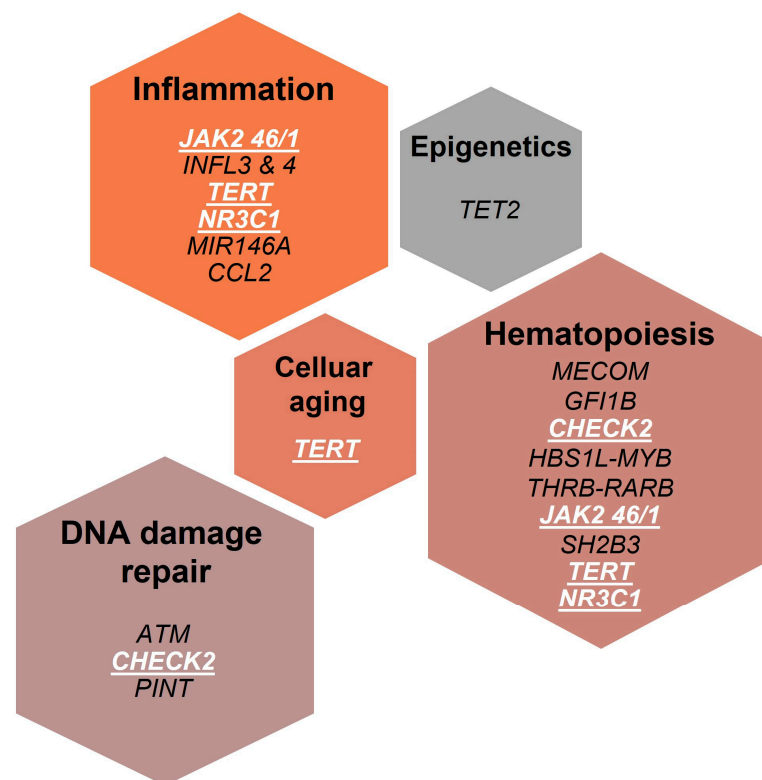 Inflammation
JAK2 46/1
INFL3 & 4
TERT
NR3C1
MIR146A
CCL2
Epigenetics
TET2
Hematopoiesis
MECOM
GFI1B
CHECK2
HBS1L-MYB
THRB-RARB
JAK2 46/1
SH2B3
TERT
NR3C1
Celluar
aging
TERT
DNA damage
repair
ATM
CHECK2
PINT